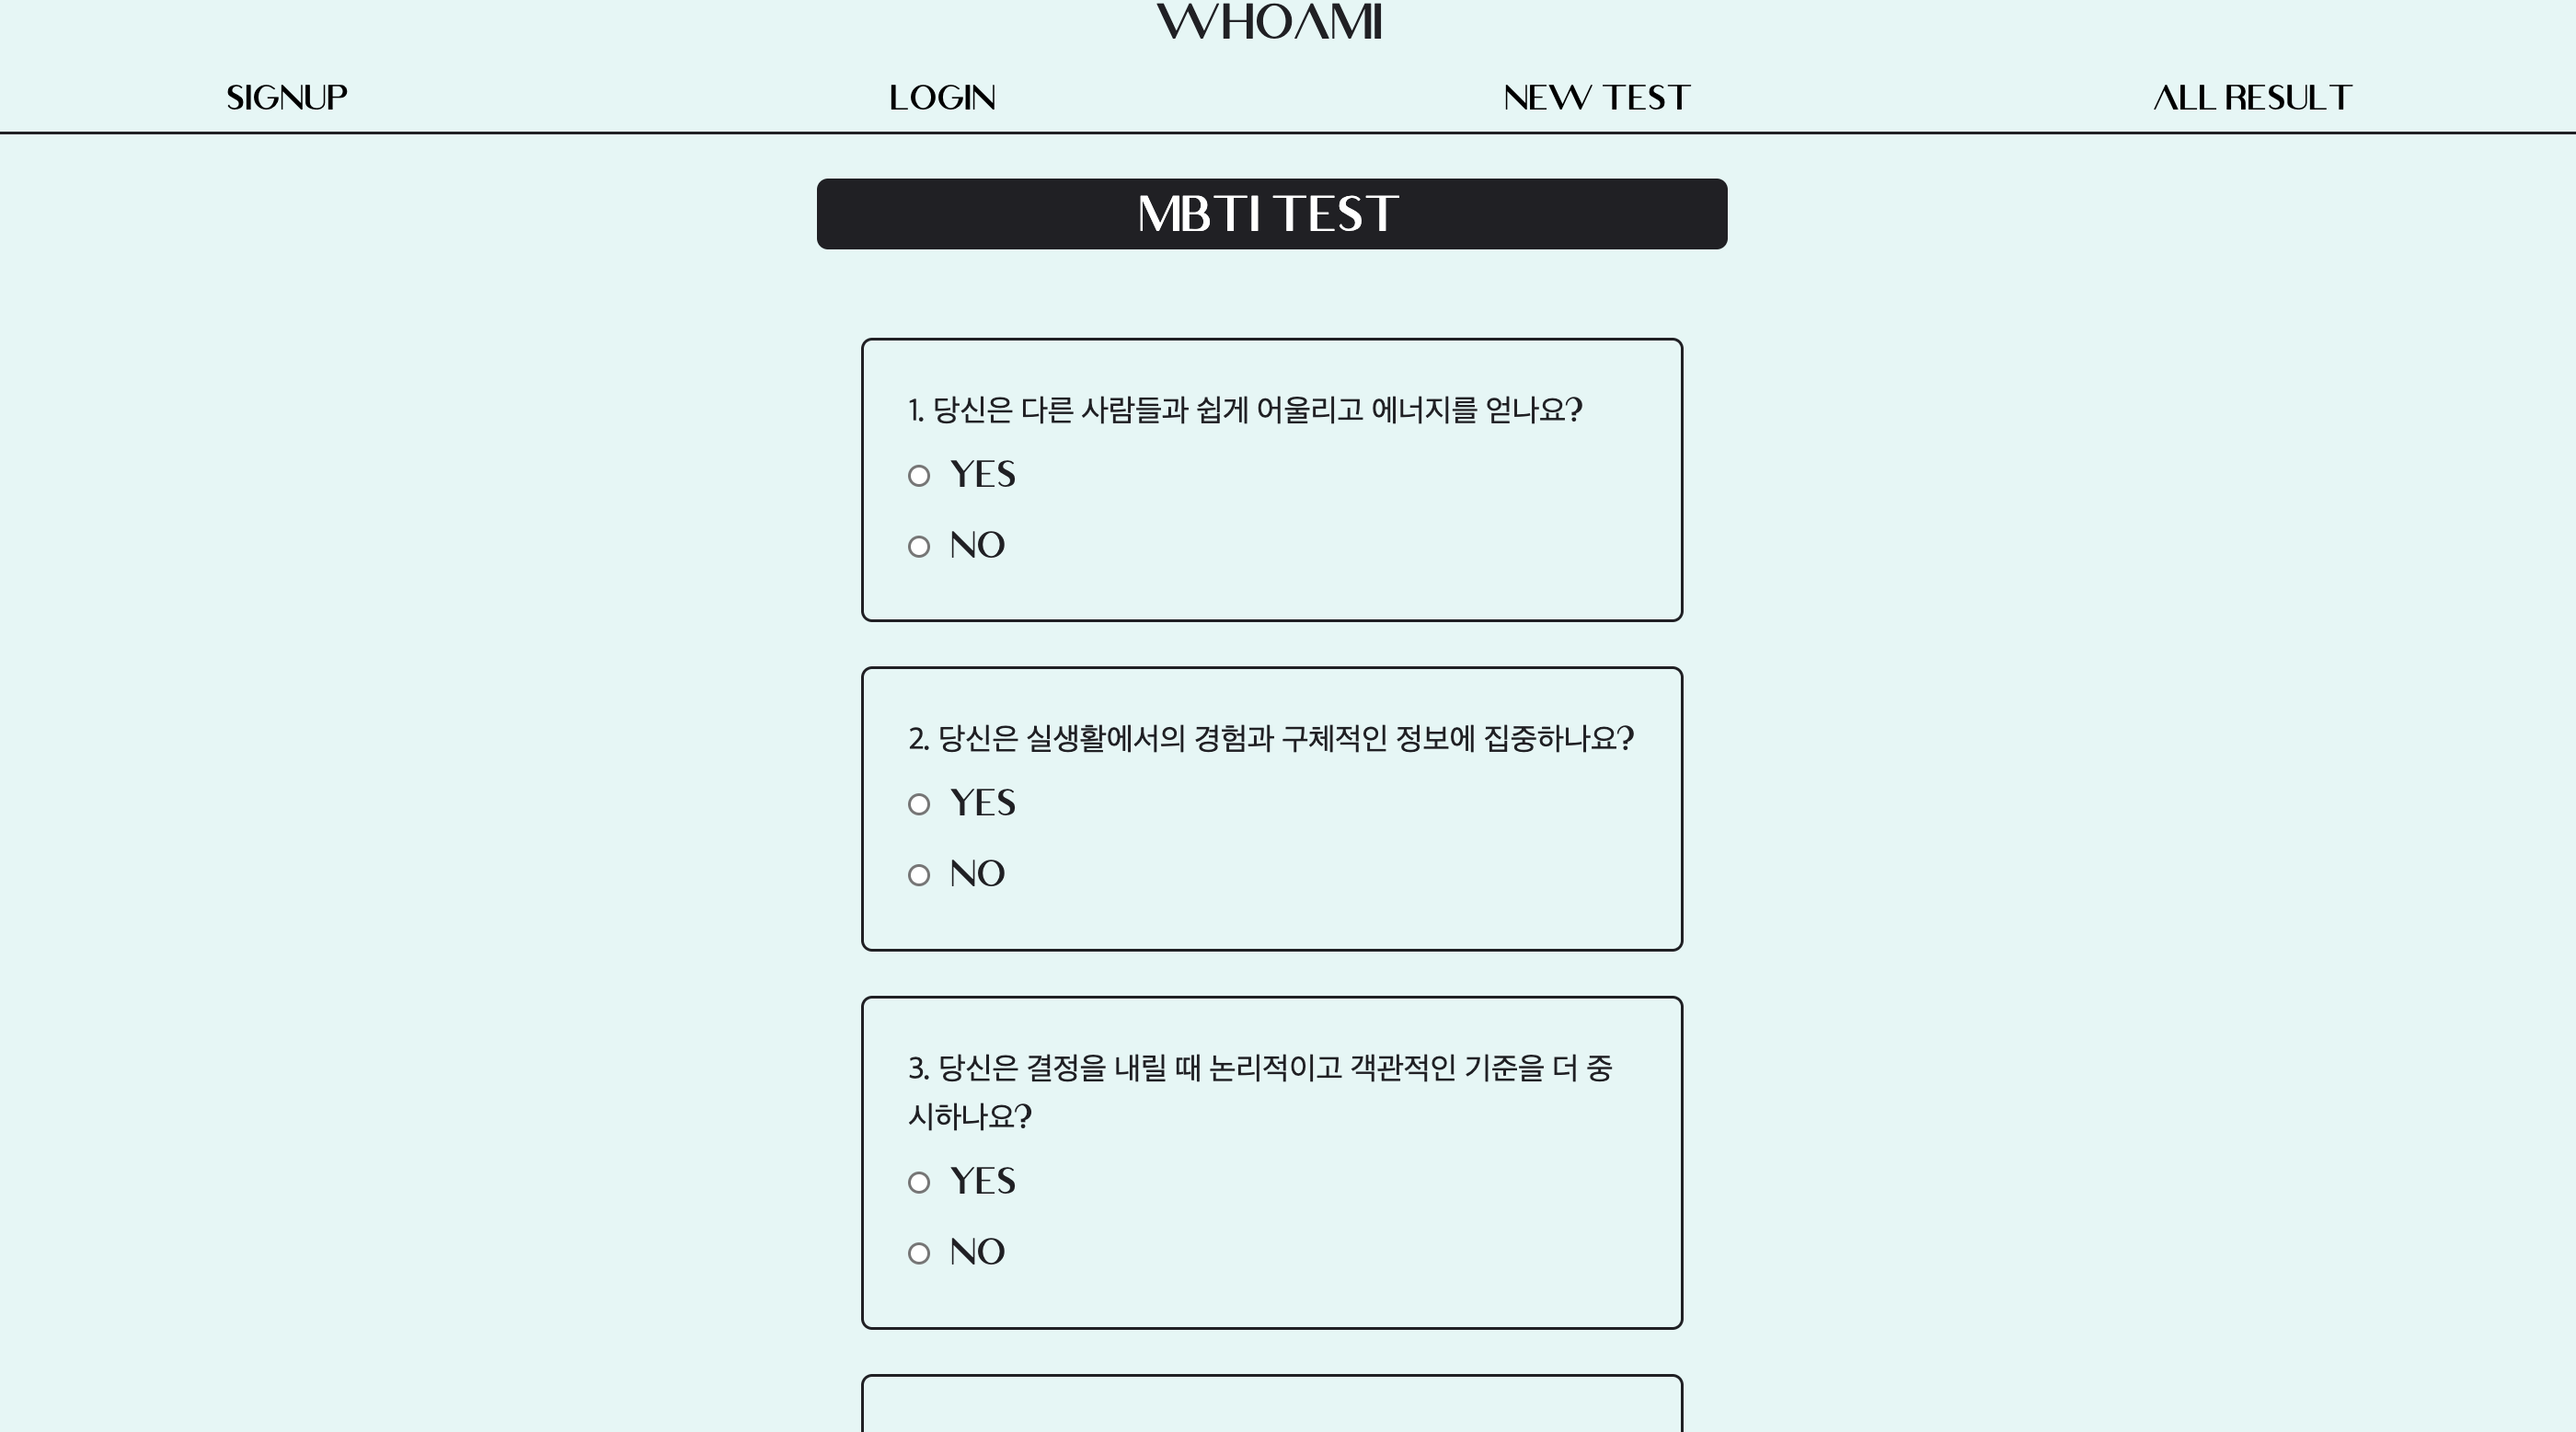 WHOAMI
SIGNUP LOGIN NEW TEST ALL RESULT
MBTI TEST
1. 당신은 다른 사람들과 쉽게 어울리고 에너지를 얻나요?
YES
NO
2. 당신은 실생활에서의 경험과 구체적인 정보에 집중하나요?
YES
NO
3. 당신은 결정을 내릴 때 논리적이고 객관적인 기준을 더 중
시하나요?
YES
NO